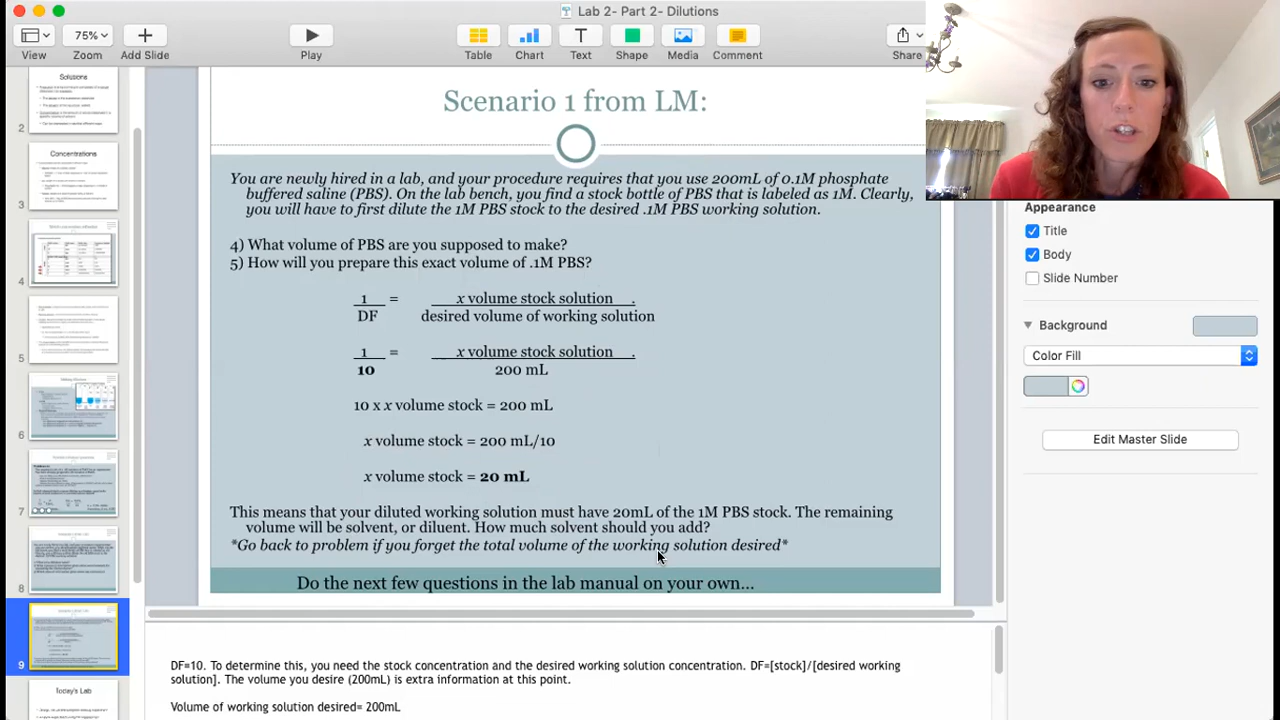 Lab 2- Part 2- Dilutions
75%
View
Zoom
Add Slide
Play
Table
Chart
Text
Shape
Media
Comment
Share
Solutions
2
Concentrations
3
4
5
6
7
8
9
Today's Lab
Scenario 1 from LM:
You are newly hired in a lab, and your procedure requires that you use 200mL of 0.1M phosphate
buffered saline (PBS). In the lab fridge, you find a stock bottle of PBS that is labeled as 1M. Clearly,
you will have to first dilute the 1M PBS stock to the desired .1M PBS working solution.
4) What volume of PBS are you supposed to make?
5) How will you prepare this exact volume of .1M PBS?
1 = x volume stock solution .
DF desired volume of working solution
1 = x volume stock solution .
10 200 mL
10 x x volume stock = 200 mL
x volume stock = 200 mL/10
x volume stock = 20 mL
This means that your diluted working solution must have 20mL of the 1M PBS stock. The remaining
volume will be solvent, or diluent. How much solvent should you add?
*Go back to problem if you forget the total volume of the working solution desired*
Do the next few questions in the lab manual on your own…
DF=10. To determine this, you need the stock concentration and the desired working solution concentration. DF=[stock]/[desired working
solution]. The volume you desire (200mL) is extra information at this point.
Volume of working solution desired= 200mL
Appearance
Title
Body
Slide Number
Background
Color Fill
Edit Master Slide